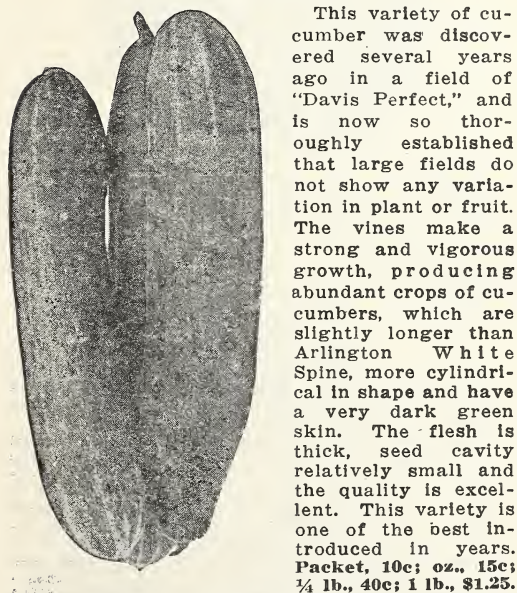 This variety of cu-
cumber was discov-
ered several years
ago in a field of
"Davis Perfect," and
is now so thor-
oughly established
that large fields do
not show any varia-
tion in plant or fruit.
The vines make a
strong and vigorous
growth, producing
abundant crops of cu-
cumbers, which are
slightly longer than
Arlington White
Spine, more cylindri-
cal in shape and have
a very dark green
skin. The flesh is
thick, seed cavity
relatively small and
the quality is excel-
lent. This variety is
one of the best in-
troduced in years.
Packet, 10c; oz., 15c;
¼ lb., 40c; 1 lb., $1.25.